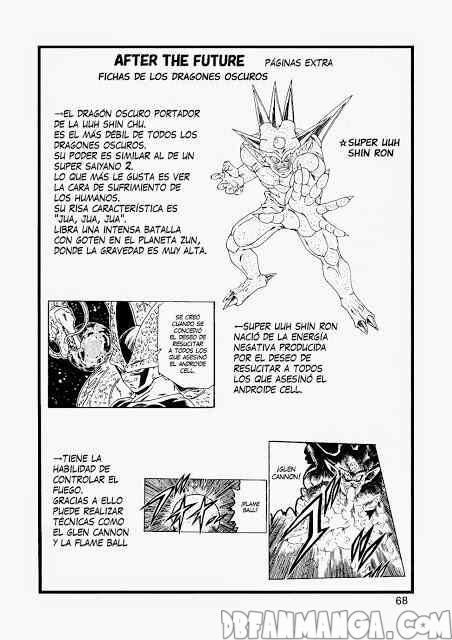 AFTER THE FUTURE
PÁGINAS EXTRA
FICHAS DE LOS DRAGONES OSCUROS
→EL DRAGÓN OSCURO PORTADOR
DE LA UUH SHIN CHU.
ES EL MÁS DÉBIL DE TODOS LOS
DRAGONES OSCUROS.
SU PODER ES SIMILAR AL DE UN
SUPER SAIYANO 2.
LO QUE MÁS LE GUSTA ES VER
LA CARA DE SUFRIMIENTO DE
LOS HUMANOS.
SU RISA CARACTERÍSTICA ES
"JUA, JUA, JUA".
LIBRA UNA INTENSA BATALLA
CON GOTEN EN EL PLANETA ZUN,
DONDE LA GRAVEDAD ES MUY ALTA.
☆SUPER UUH
SHIN RON
SE CREÓ
CUANDO SE
CONCEDIÓ
EL DESEO DE
RESUCITAR
A TODOS
LOS QUE
ASESINÓ EL
ANDROIDE
CELL.
→SUPER UUH SHIN RON
NACIÓ DE LA ENERGÍA
NEGATIVA PRODUCIDA
POR EL DESEO DE
RESUCITAR A TODOS
LOS QUE ASESINÓ EL
ANDROIDE CELL.
→TIENE LA
HABILIDAD DE
CONTROLAR EL
FUEGO.
GRACIAS A ELLO
PUEDE REALIZAR
TÉCNICAS COMO
EL GLEN CANNON
Y LA FLAME BALL
¡FLAME
BALL!
¡GLEN
CANNON!
68
DBFANMANGA.COM